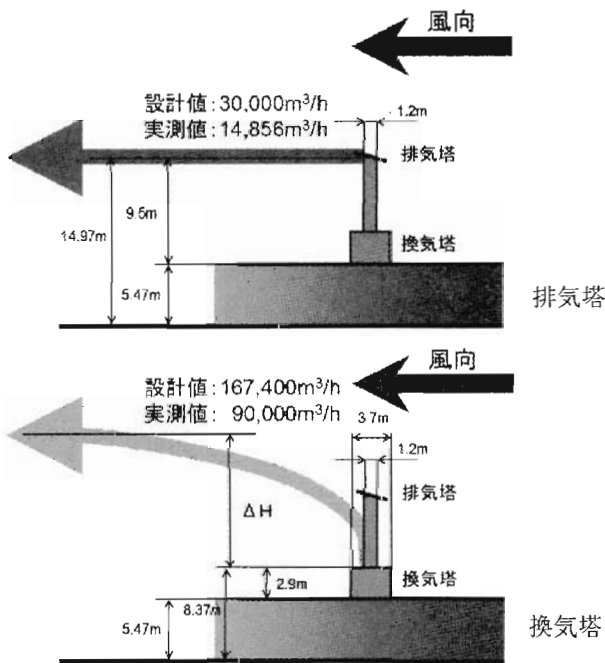 風向
設計値:30,000m³/h
実測値:14,856m³/h
1.2m
排気塔
9.5m
14.97m
換気塔
5.47m
排気塔
風向
設計値:167,400m³/h
実測値: 90,000m³/h
3.7m
1.2m
排気塔
ΔH
2.9m
換気塔
8.37m
5.47m
換気塔